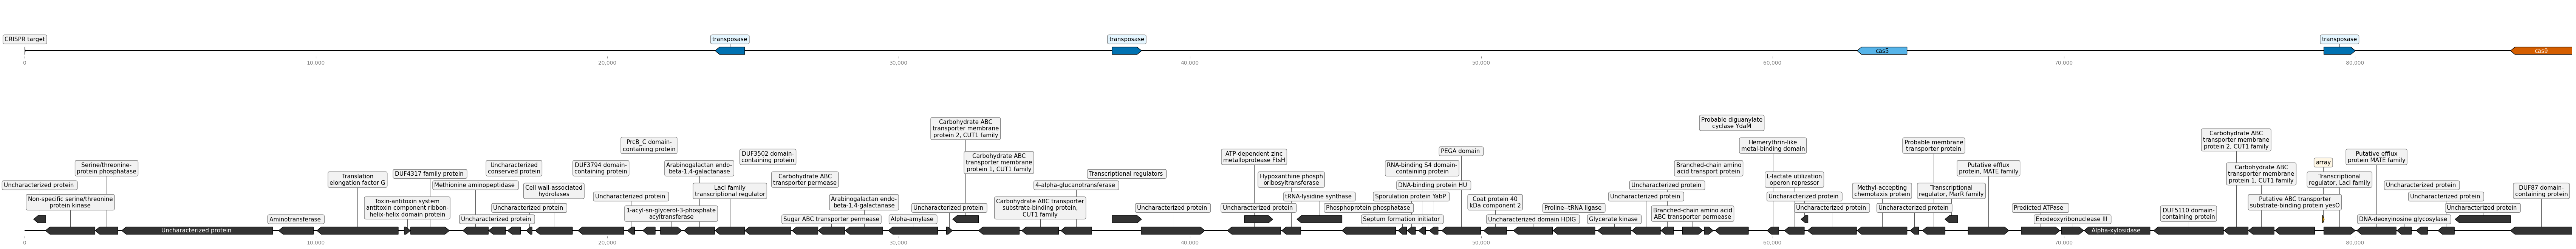 CRISPR target
transposase
transposase
cas5
transposase
cas9
0
10,000
20,000
30,000
40,000
50,000
60,000
70,000
80,000
Uncharacterized protein
Non-specific serine/threonine
protein kinase
Serine/threonine-
protein phosphatase
Uncharacterized protein
Aminotransferase
Translation
elongation factor G
Toxin-antitoxin system
antitoxin component ribon-
helix-helix domain protein
DUF4317 family protein
Methionine aminopeptidase
Uncharacterized protein
Uncharacterized
conserved protein
Uncharacterized protein
Cell wall-associated
hydrolases
DUF3794 domain-
containing protein
Uncharacterized protein
PrcB_C domain-
containing protein
1-acyl-sn-glycerol-3-phosphate
acyltransferase
Arabinogalactan endo-
beta-1,4-galactanase
LacI family
transcriptional regulator
DUF3502 domain-
containing protein
Carbohydrate ABC
transporter permease
Sugar ABC transporter permease
Arabinogalactan endo-
beta-1,4-galactanase
Alpha-amylase
Uncharacterized protein
Carbohydrate ABC
transporter membrane
protein 2, CUT1 family
Carbohydrate ABC
transporter membrane
protein 1, CUT1 family
Carbohydrate ABC transporter
substrate-binding protein,
CUT1 family
4-alpha-glucanotransferase
Transcriptional regulators
Uncharacterized protein
ATP-dependent zinc
metalloprotease FtsH
Uncharacterized protein
Hypoxanthine phosph
oribosyltransferase
tRNA-lysidine synthase
Phosphoprotein phosphatase
Septum formation initiator
Sporulation protein YabP
RNA-binding S4 domain-
containing protein
DNA-binding protein HU
PEGA domain
Coat protein 40
kDa component 2
Uncharacterized domain HDIG
Proline--tRNA ligase
Glycerate kinase
Uncharacterized protein
Uncharacterized protein
Branched-chain amino acid
ABC transporter permease
Branched-chain amino
acid transport protein
Probable diguanylate
cyclase YdaM
Hemerythrin-like
metal-binding domain
L-lactate utilization
operon repressor
Uncharacterized protein
Uncharacterized protein
Methyl-accepting
chemotaxis protein
Uncharacterized protein
Probable membrane
transporter protein
Transcriptional
regulator, MarR family
Putative efflux
protein, MATE family
Predicted ATPase
Exodeoxyribonuclease III
Alpha-xylosidase
DUF5110 domain-
containing protein
Carbohydrate ABC
transporter membrane
protein 2, CUT1 family
Carbohydrate ABC
transporter membrane
protein 1, CUT1 family
Putative ABC transporter
substrate-binding protein yesO
array
Transcriptional
regulator, LacI family
Putative efflux
protein MATE family
DNA-deoxyinosine glycosylase
Uncharacterized protein
Uncharacterized protein
Uncharacterized protein
DUF87 domain-
containing protein
0
10,000
20,000
30,000
40,000
50,000
60,000
70,000
80,000